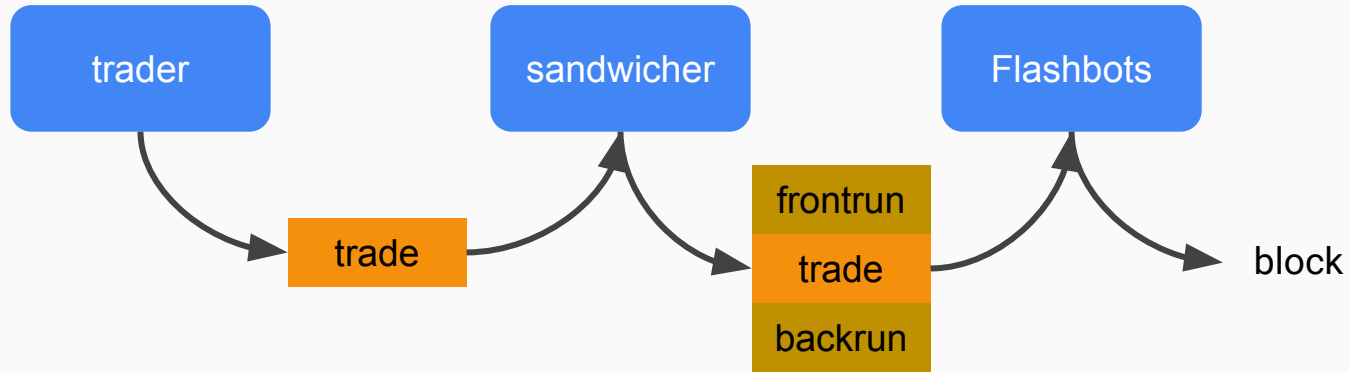 trader
sandwicher
Flashbots
trade
frontrun
trade
backrun
block